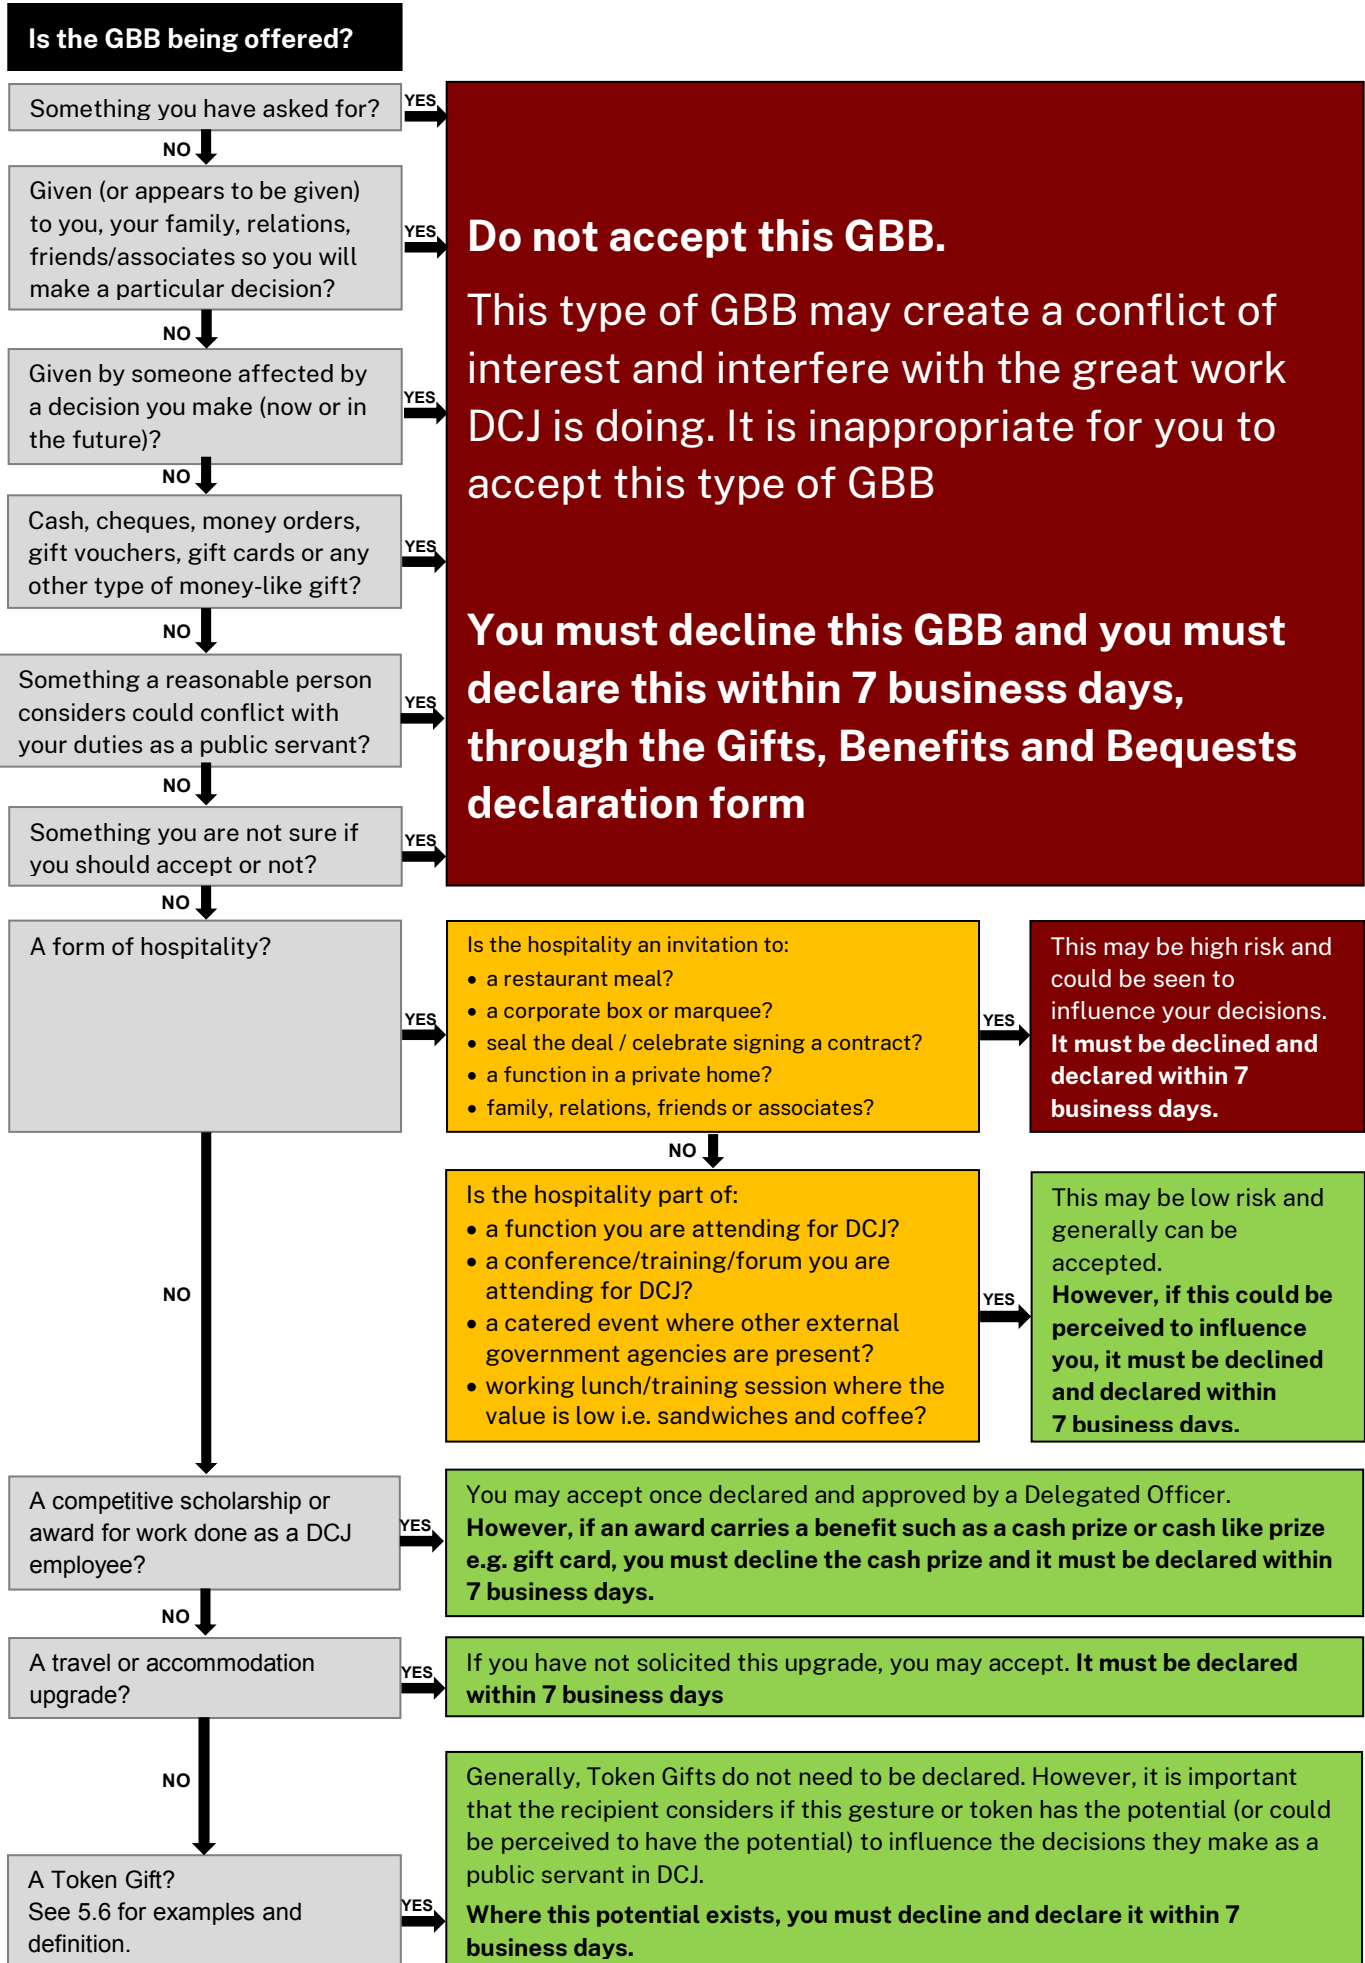 Is the GBB being offered?
Something you have asked for?
YES
NO
Given (or appears to be given)
to you, your family, relations,
friends/associates so you will
make a particular decision?
YES
NO
Given by someone affected by
a decision you make (now or in
the future)?
YES
NO
Cash, cheques, money orders,
gift vouchers, gift cards or any
other type of money-like gift?
YES
NO
Something a reasonable person
considers could conflict with
your duties as a public servant?
YES
NO
Something you are not sure if
you should accept or not?
YES
NO
Do not accept this GBB.
This type of GBB may create a conflict of
interest and interfere with the great work
DCJ is doing. It is inappropriate for you to
accept this type of GBB
You must decline this GBB and you must
declare this within 7 business days,
through the Gifts, Benefits and Bequests
declaration form
A form of hospitality?
YES
Is the hospitality an invitation to:
• a restaurant meal?
• a corporate box or marquee?
• seal the deal / celebrate signing a contract?
• a function in a private home?
• family, relations, friends or associates?
YES
This may be high risk and
could be seen to
influence your decisions.
It must be declined and
declared within 7
business days.
NO
Is the hospitality part of:
• a function you are attending for DCJ?
• a conference/training/forum you are
attending for DCJ?
• a catered event where other external
government agencies are present?
• working lunch/training session where the
value is low i.e. sandwiches and coffee?
YES
This may be low risk and
generally can be
accepted.
However, if this could be
perceived to influence
you, it must be declined
and declared within
7 business days.
NO
A competitive scholarship or
award for work done as a DCJ
employee?
YES
You may accept once declared and approved by a Delegated Officer.
However, if an award carries a benefit such as a cash prize or cash like prize
e.g. gift card, you must decline the cash prize and it must be declared within
7 business days.
NO
A travel or accommodation
upgrade?
YES
If you have not solicited this upgrade, you may accept. It must be declared
within 7 business days
NO
A Token Gift?
See 5.6 for examples and
definition.
YES
Generally, Token Gifts do not need to be declared. However, it is important
that the recipient considers if this gesture or token has the potential (or could
be perceived to have the potential) to influence the decisions they make as a
public servant in DCJ.
Where this potential exists, you must decline and declare it within 7
business days.